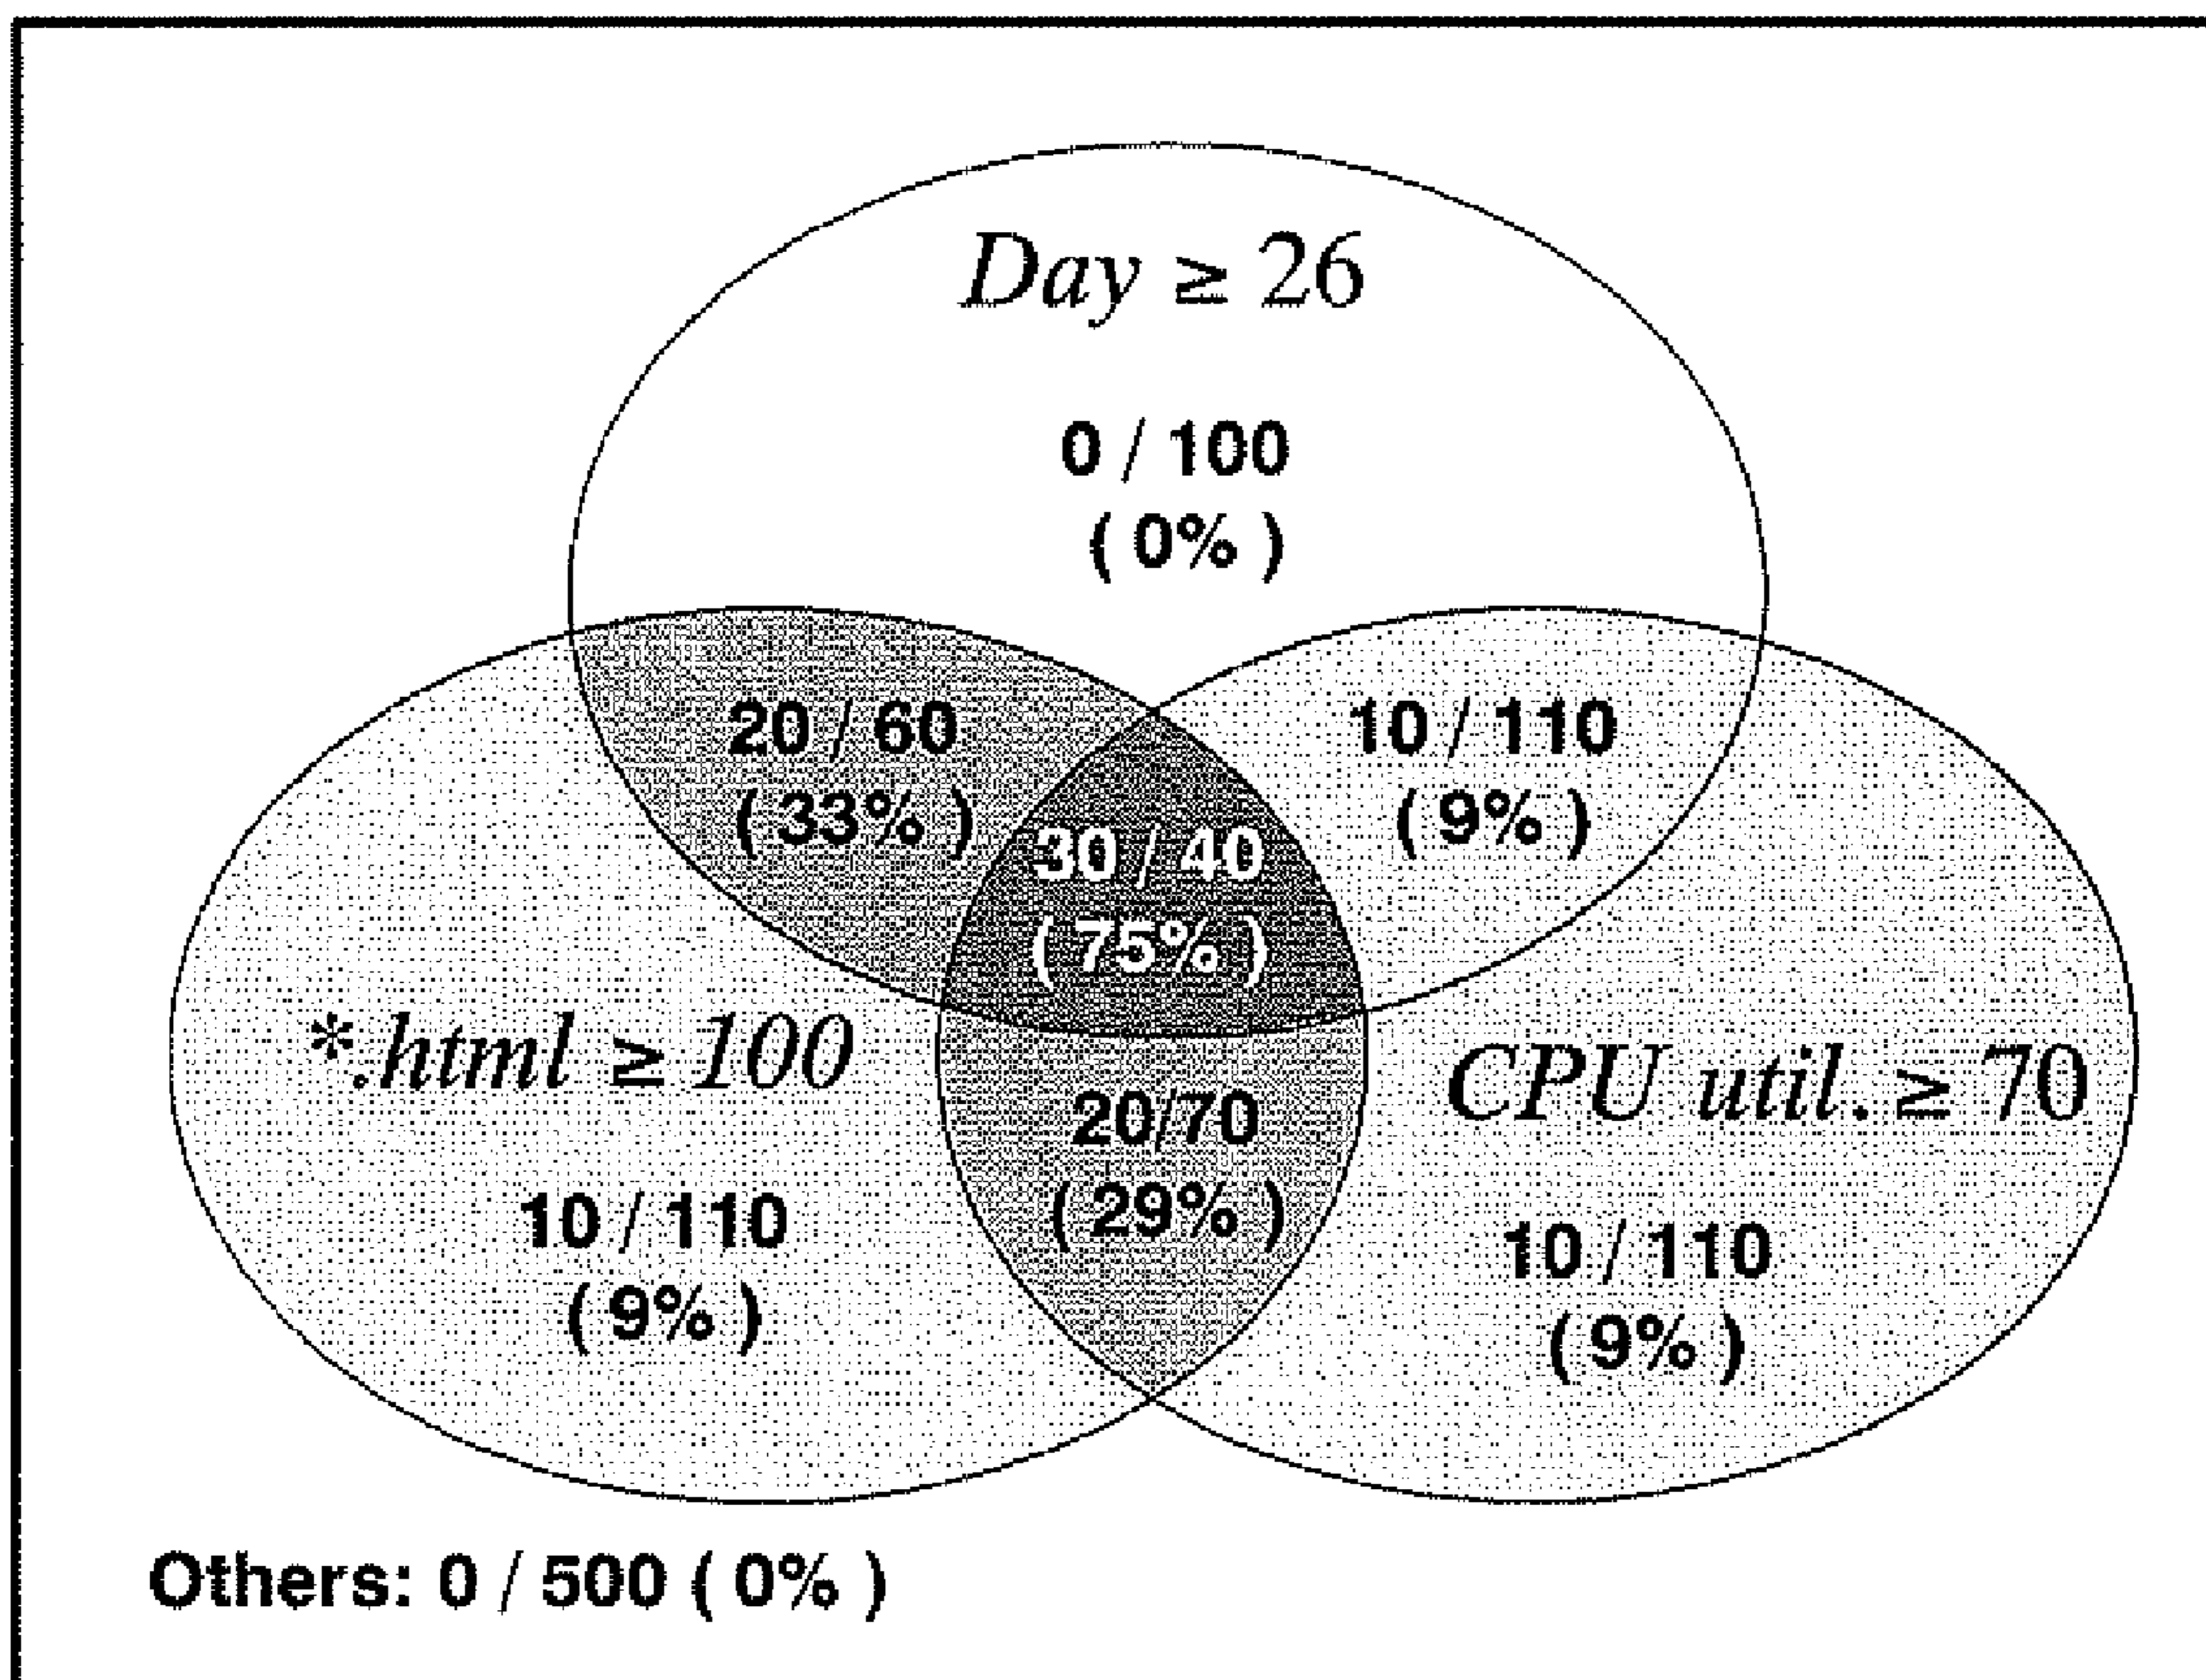 Day ≥ 26
0 / 100
( 0% )
20 / 60
( 33% )
10 / 110
( 9% )
30 / 40
( 75% )
*.html ≥ 100
CPU util. ≥ 70
20/70
( 29% )
10 / 110
( 9% )
10 / 110
( 9% )
Others: 0 / 500 ( 0% )